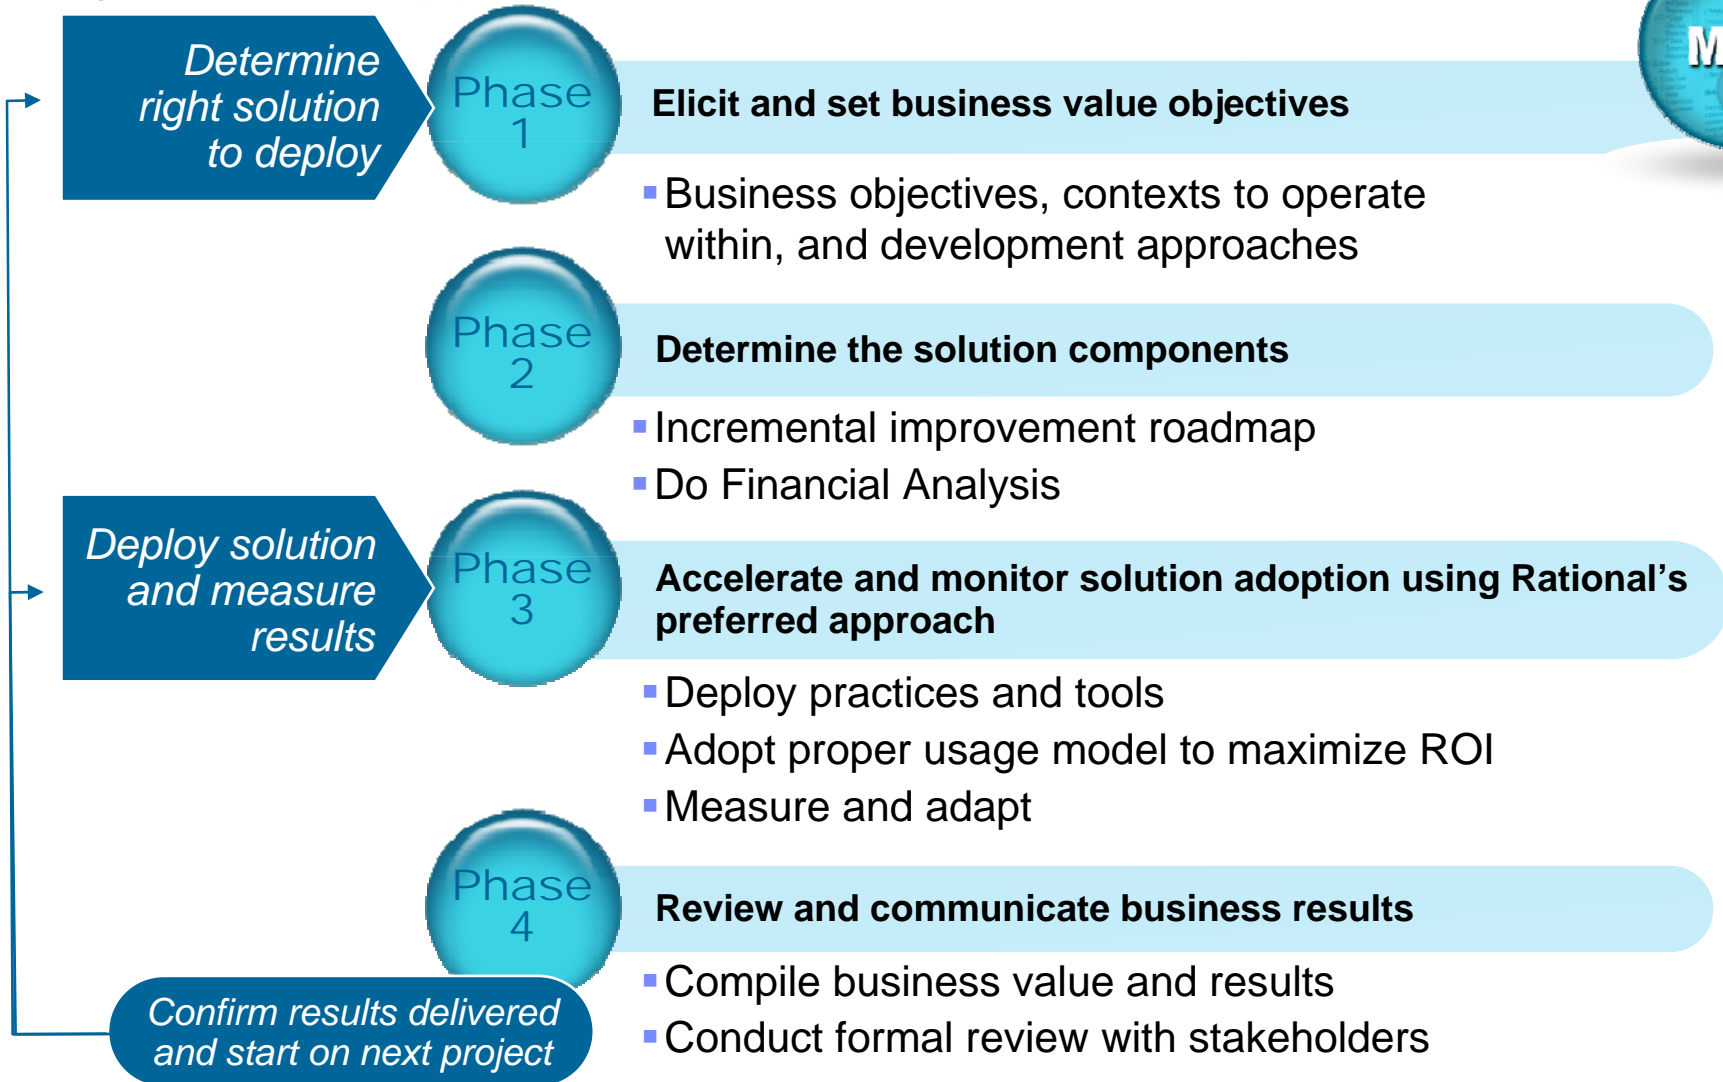 Determine
right solution
to deploy
Phase
1
Elicit and set business value objectives
▪Business objectives, contexts to operate
within, and development approaches
Phase
2
Determine the solution components
▪Incremental improvement roadmap
▪Do Financial Analysis
Deploy solution
and measure
results
Phase
3
Accelerate and monitor solution adoption using Rational’s
preferred approach
▪Deploy practices and tools
▪Adopt proper usage model to maximize ROI
▪Measure and adapt
Phase
4
Review and communicate business results
▪Compile business value and results
▪Conduct formal review with stakeholders
Confirm results delivered
and start on next project